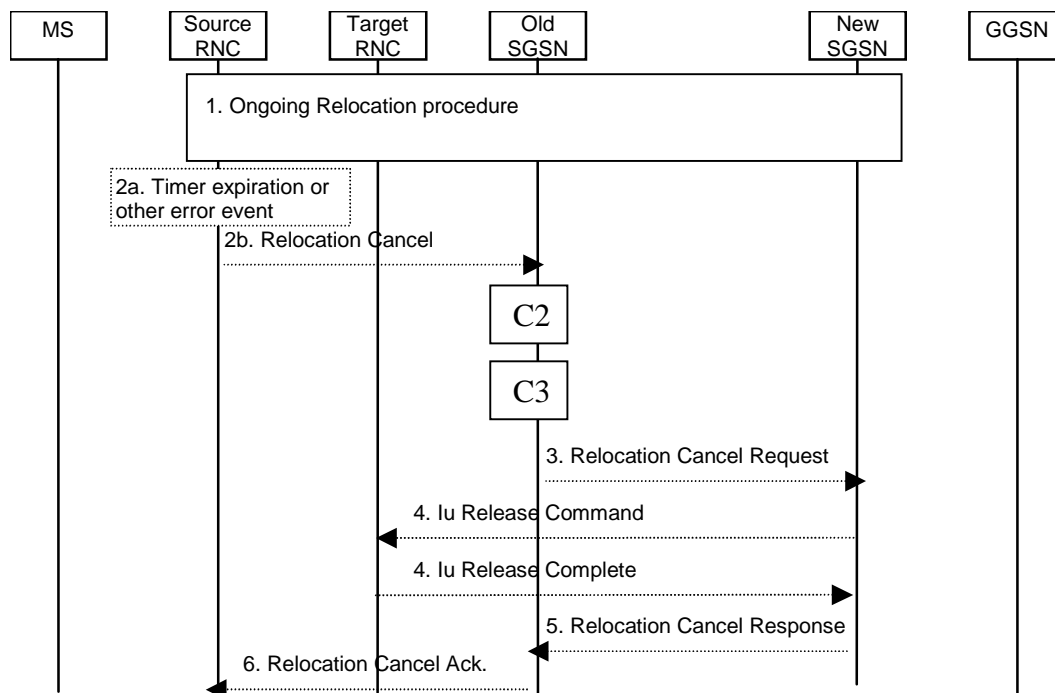 MS
Source
RNC
Target
RNC
Old
SGSN
New
SGSN
GGSN
1. Ongoing Relocation procedure
2a. Timer expiration or
other error event
2b. Relocation Cancel
C2
C3
3. Relocation Cancel Request
4. Iu Release Command
4. Iu Release Complete
5. Relocation Cancel Response
6. Relocation Cancel Ack.